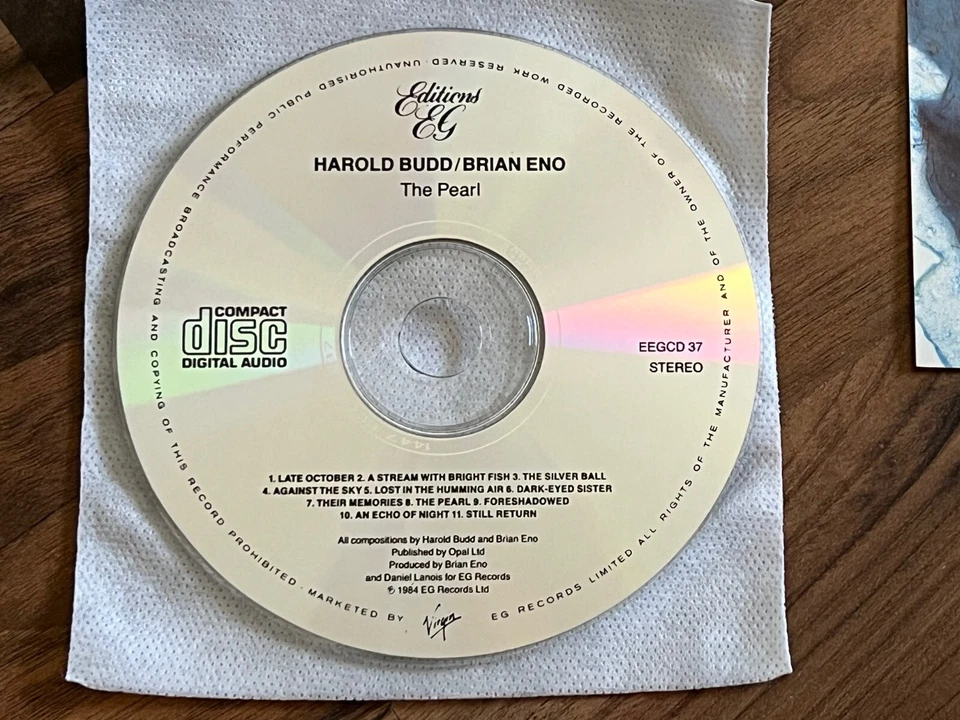 Editions
EG
HAROLD BUDD/BRIAN ENO
The Pearl
COMPACT
disc
DIGITAL AUDIO
EEGCD 37
STEREO
1. LATE OCTOBER 2. A STREAM WITH BRIGHT FISH 3. THE SILVER BALL
4. AGAINST THE SKY 5. LOST IN THE HUMMING AIR 6. DARK-EYED SISTER
7. THEIR MEMORIES 8. THE PEARL 9. FORESHADOWED
10. AN ECHO OF NIGHT 11. STILL RETURN
All compositions by Harold Budd and Brian Eno
Published by Opal Ltd
Produced by Brian Eno
and Daniel Lanois for EG Records
℗ 1984 EG Records Ltd
EG RECORDS LIMITED ALL RIGHTS OF THE MANUFACTURER AND OF THE OWNER OF THE RECORDED WORK RESERVED · UNAUTHORISED PUBLIC PERFORMANCE BROADCASTING AND COPYING OF THIS RECORD PROHIBITED · MARKETED BY
Virgin